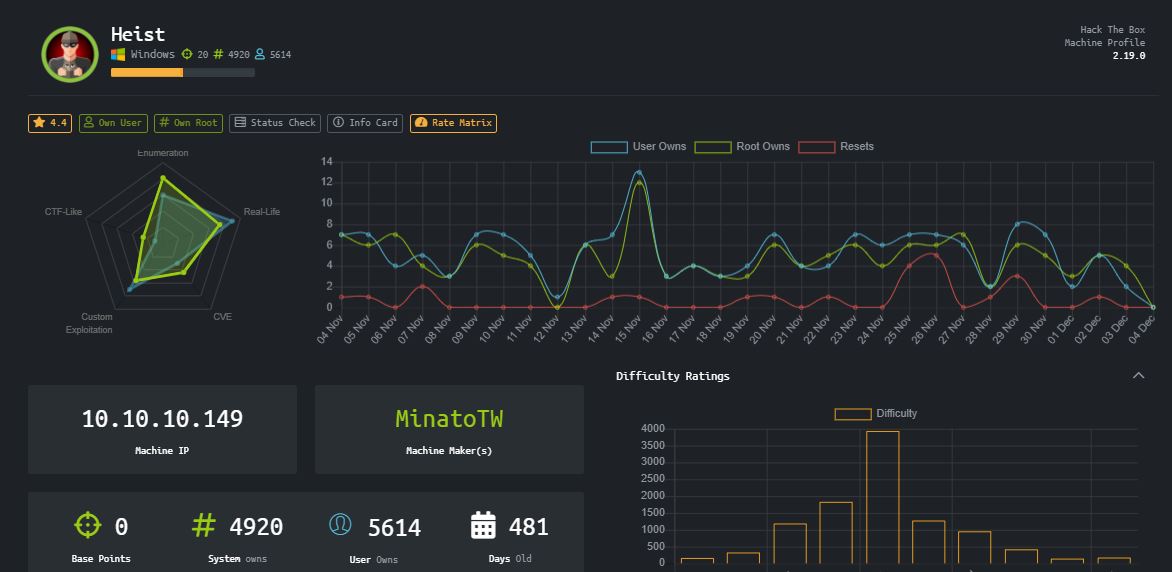 Heist
Windows 20 4920 5614
Hack The Box
Machine Profile
2.19.0
4.4 Own User Own Root Status Check Info Card Rate Matrix
Enumeration
CTF-Like
Real-Life
Custom
Exploitation
CVE
User Owns Root Owns Resets
14
12
10
8
6
4
2
0
04 Nov 05 Nov 06 Nov 07 Nov 08 Nov 09 Nov 10 Nov 11 Nov 12 Nov 13 Nov 14 Nov 15 Nov 16 Nov 17 Nov 18 Nov 19 Nov 20 Nov 21 Nov 22 Nov 23 Nov 24 Nov 25 Nov 26 Nov 27 Nov 28 Nov 29 Nov 30 Nov 01 Dec 02 Dec 03 Dec 04 Dec
10.10.10.149
Machine IP
MinatoTW
Machine Maker(s)
0
Base Points
4920
System owns
5614
User Owns
481
Days Old
Difficulty Ratings
Difficulty
4000
3500
3000
2500
2000
1500
1000
500
0